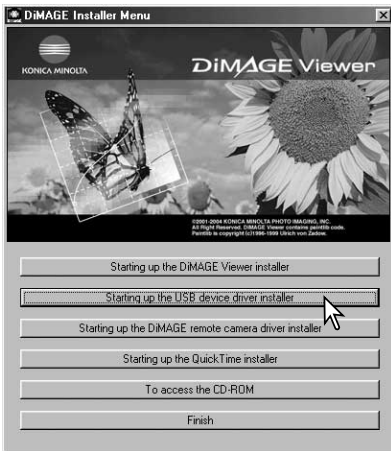 DiMAGE Installer Menu
KONICA MINOLTA
DiMAGE Viewer
©2001-2004 KONICA MINOLTA PHOTO IMAGING, INC.
All Right Reserved. DiMAGE Viewer contains paintlib code.
Paintlib is copyright (c)1996-1999 Ulrich von Zadow.
Starting up the DiMAGE Viewer installer
Starting up the USB device driver installer
Starting up the DiMAGE remote camera driver installer
Starting up the QuickTime installer
To access the CD-ROM
Finish